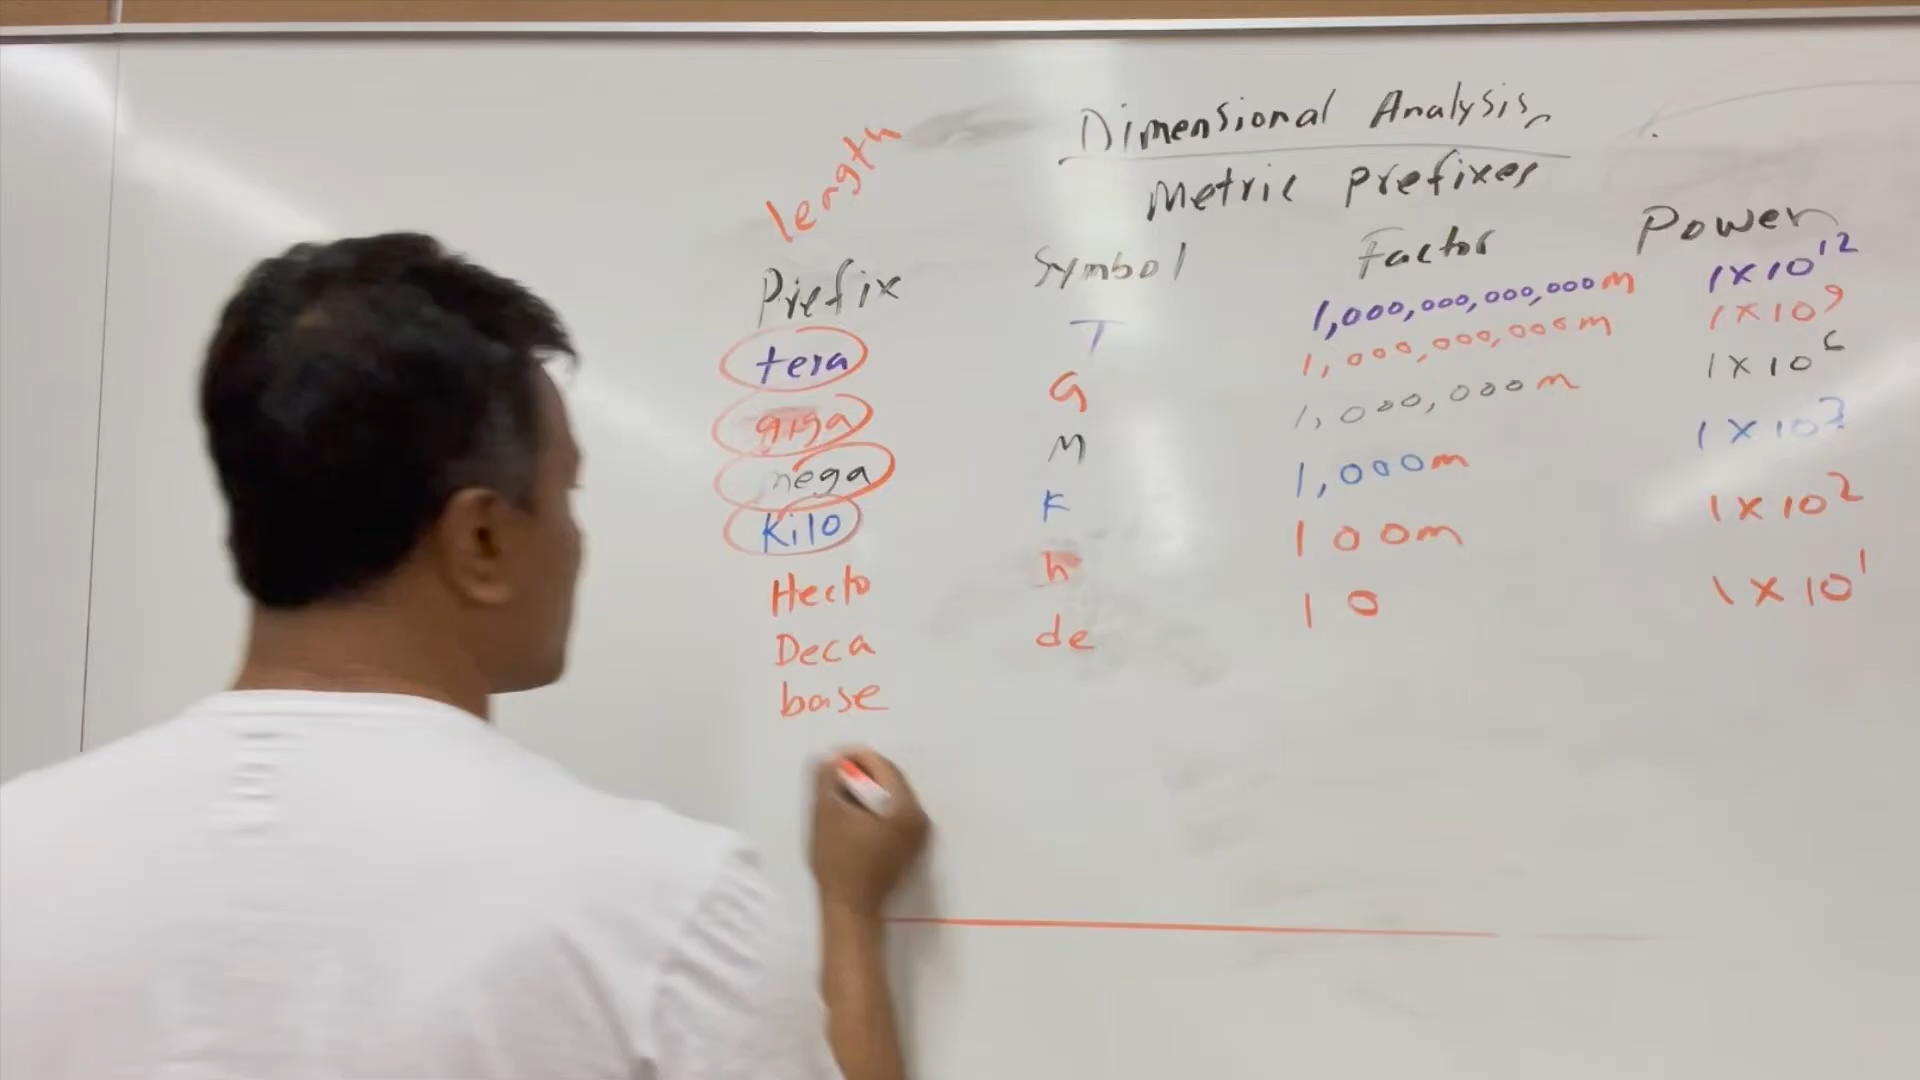 Dimensional Analysis
length
Metric Prefixes
Prefix Symbol Factor Power
tera T 1,000,000,000,000m 1x10^12
giga G 1,000,000,000m 1x10^9
mega M 1,000,000m 1x10^6
Kilo K 1,000m 1x10^3
Hecto h 100m 1x10^2
Deca de 10 1x10^1
base